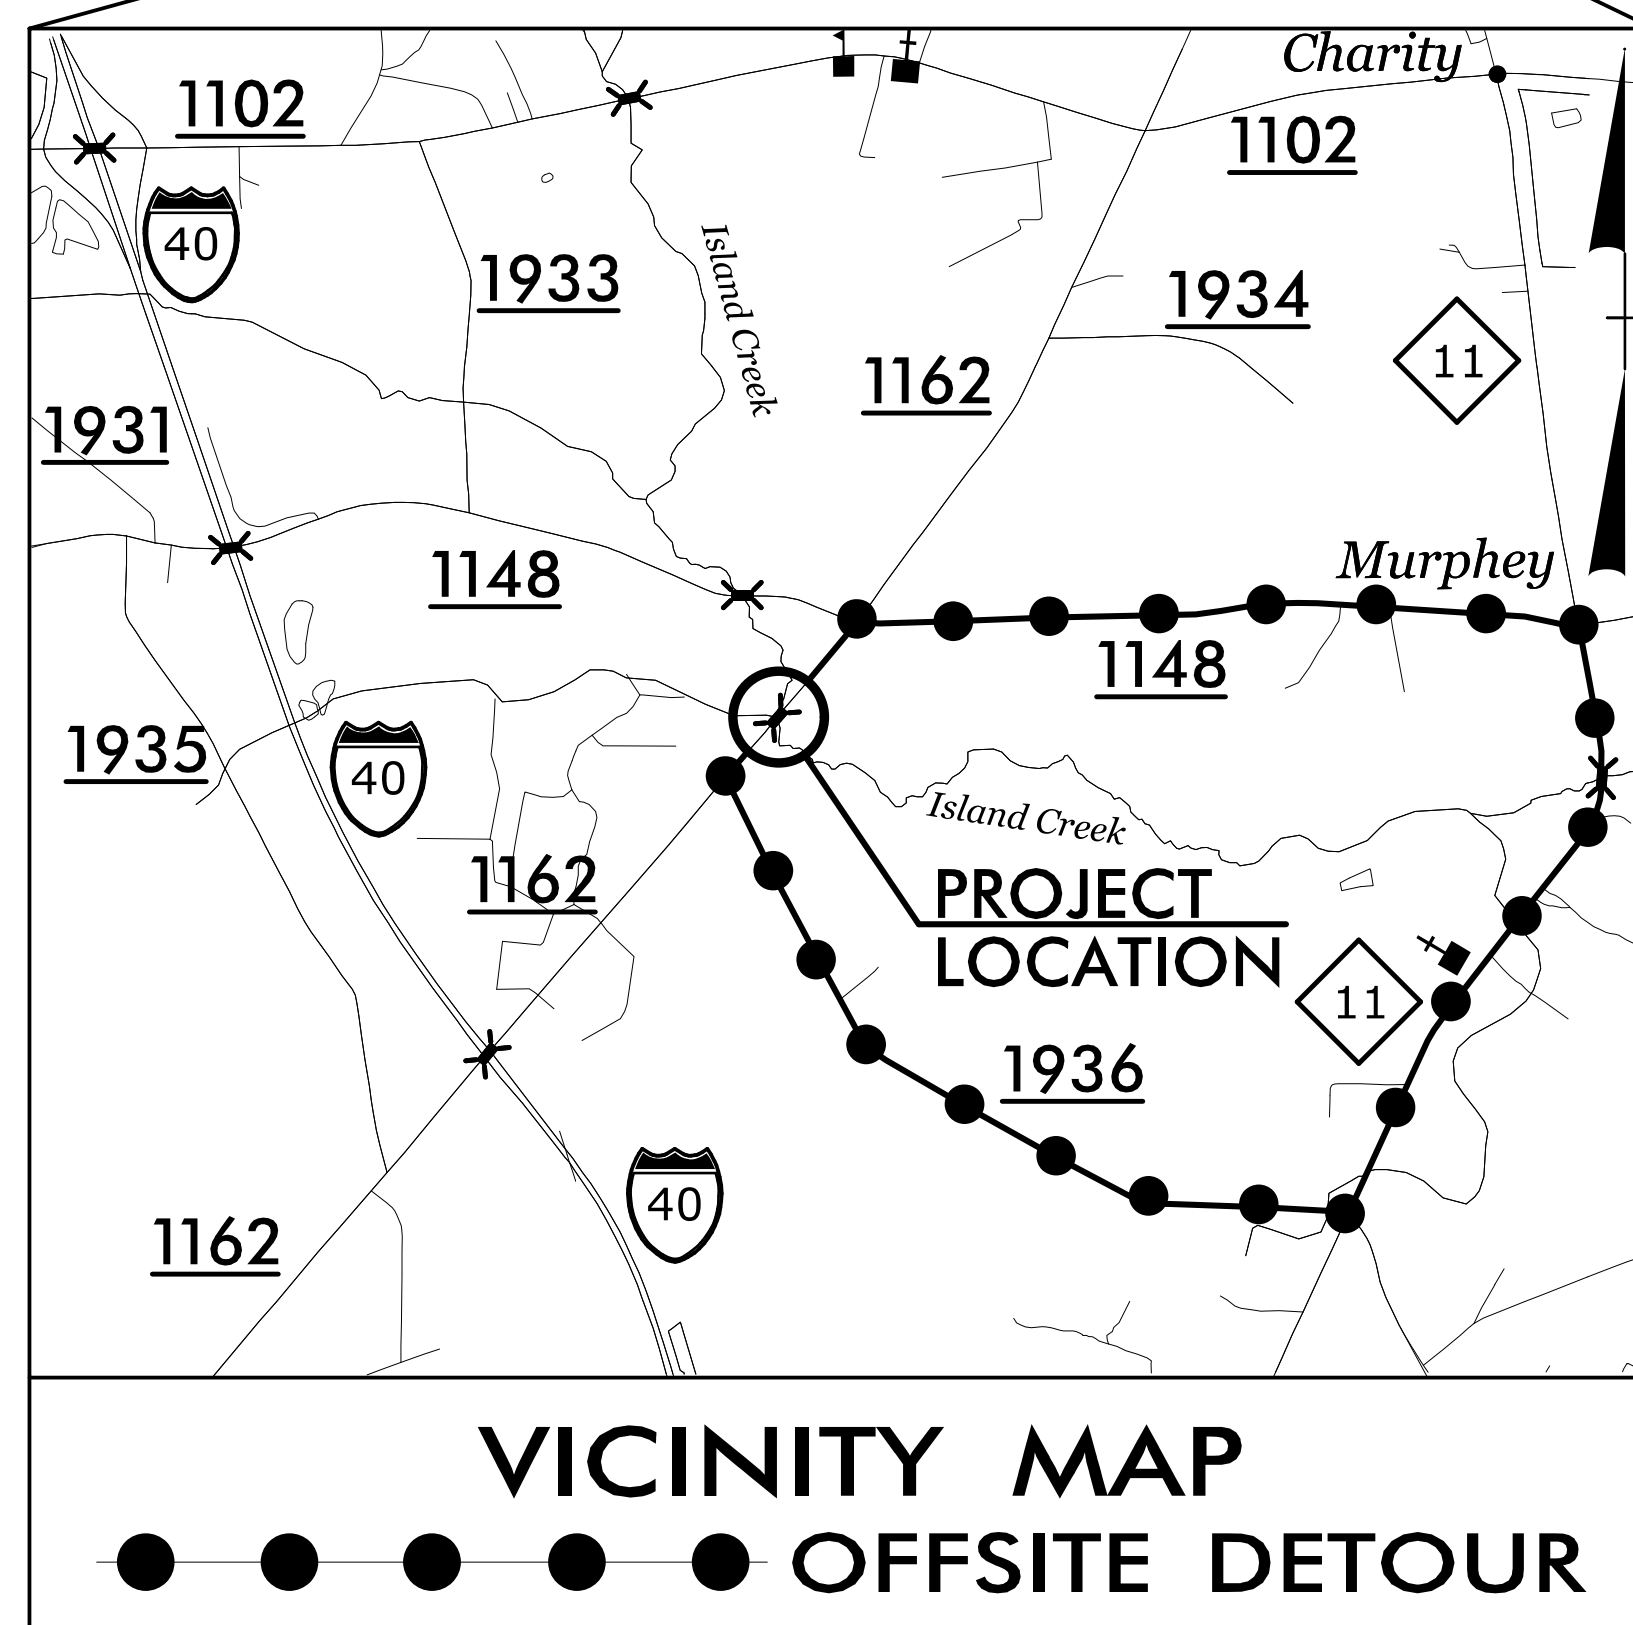 Charity
1102
1102
40
Island Creek
1933
1934
11
1162
1931
Murphey
1148
1148
1935
40
Island Creek
1162
PROJECT
LOCATION
11
1936
40
1162
VICINITY MAP
OFFSITE DETOUR